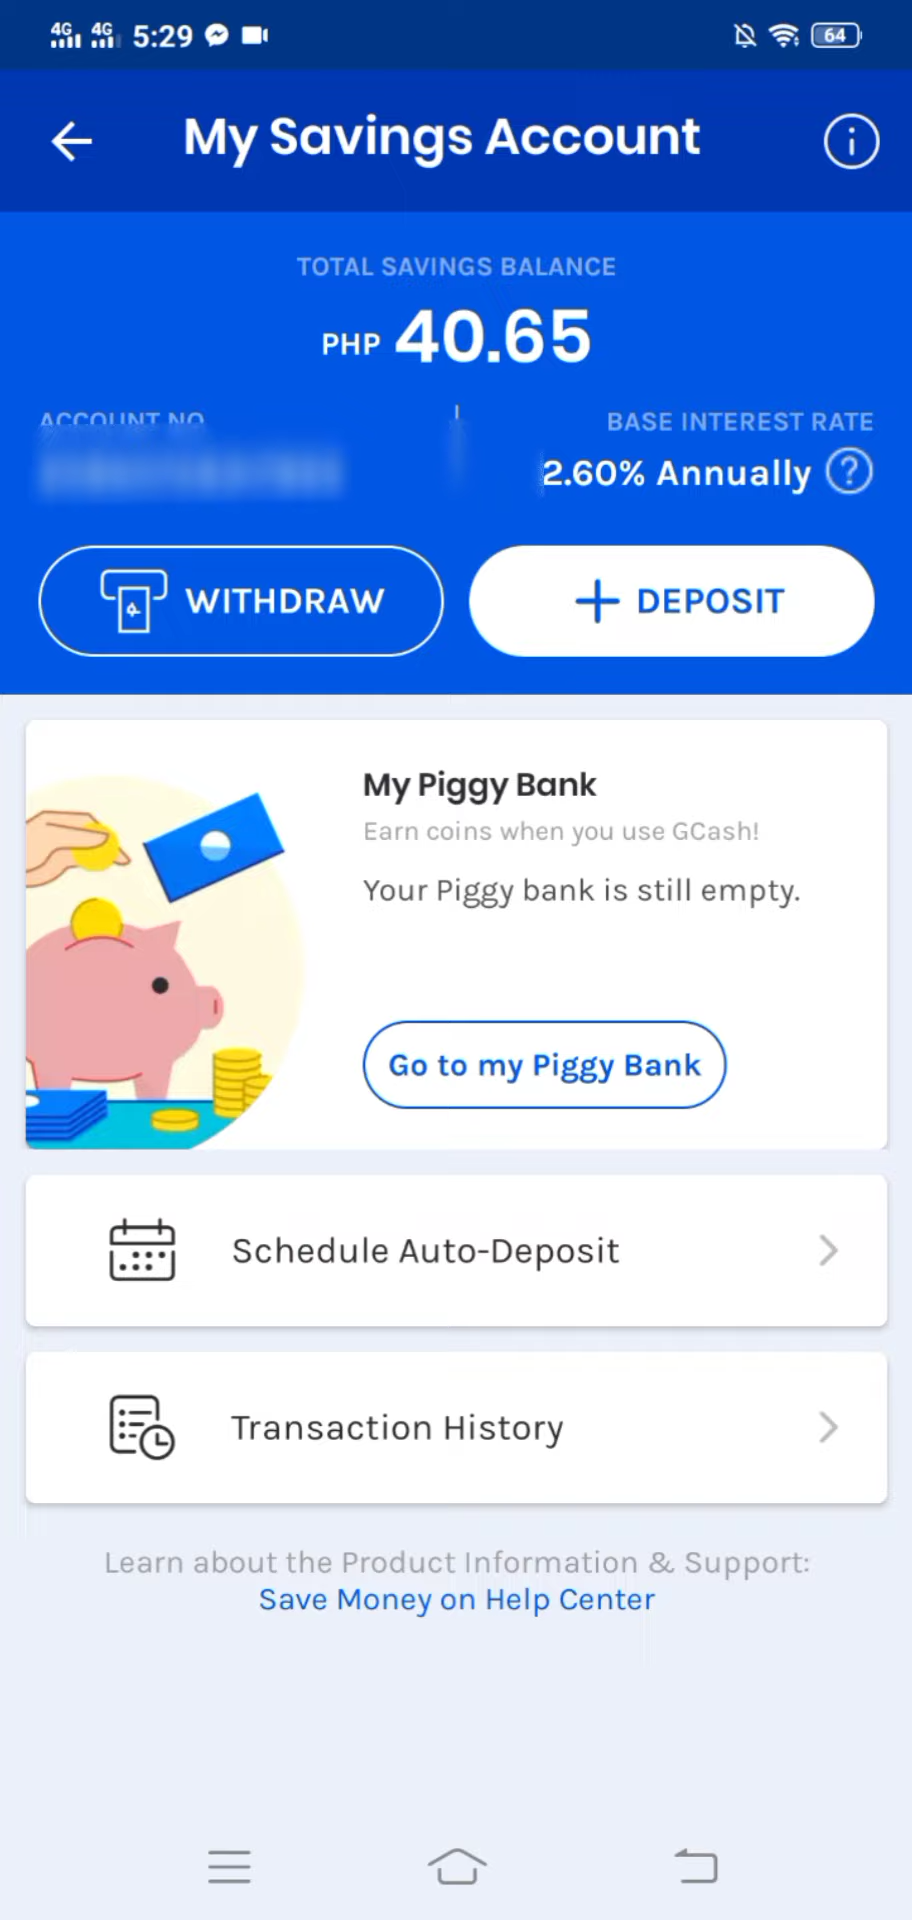 4G 4G 5:29 64
My Savings Account
TOTAL SAVINGS BALANCE
PHP 40.65
ACCOUNT NO
BASE INTEREST RATE
2.60% Annually
WITHDRAW
DEPOSIT
My Piggy Bank
Earn coins when you use GCash!
Your Piggy bank is still empty.
Go to my Piggy Bank
Schedule Auto-Deposit
Transaction History
Learn about the Product Information & Support:
Save Money on Help Center